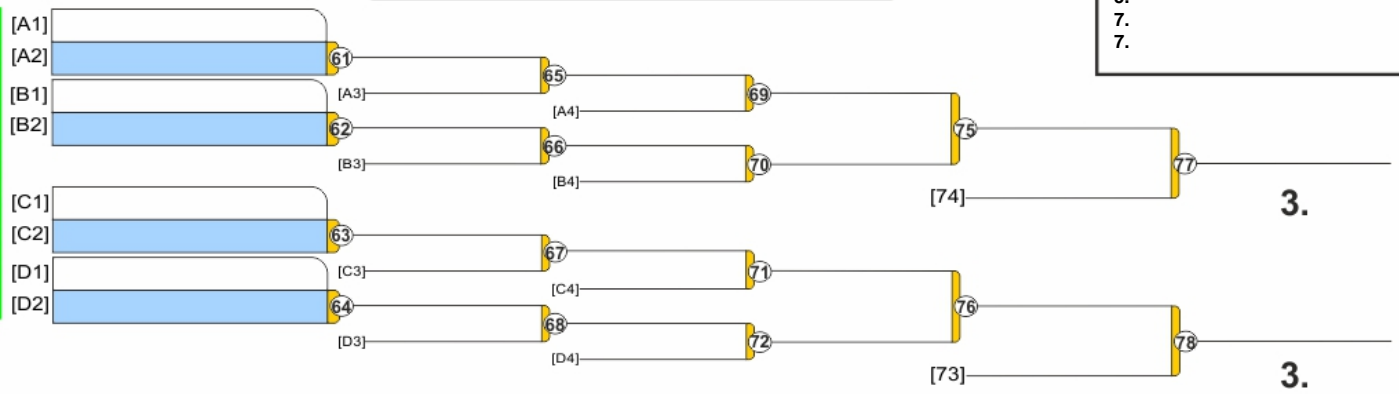 [A1]
[A2]
61
[A3]
65
[A4]
69
[B1]
[B2]
62
[B3]
66
[B4]
70
75
[74]
77
3.
[C1]
[C2]
63
[C3]
67
[C4]
71
[D1]
[D2]
64
[D3]
68
[D4]
72
76
[73]
78
3.
7.
7.